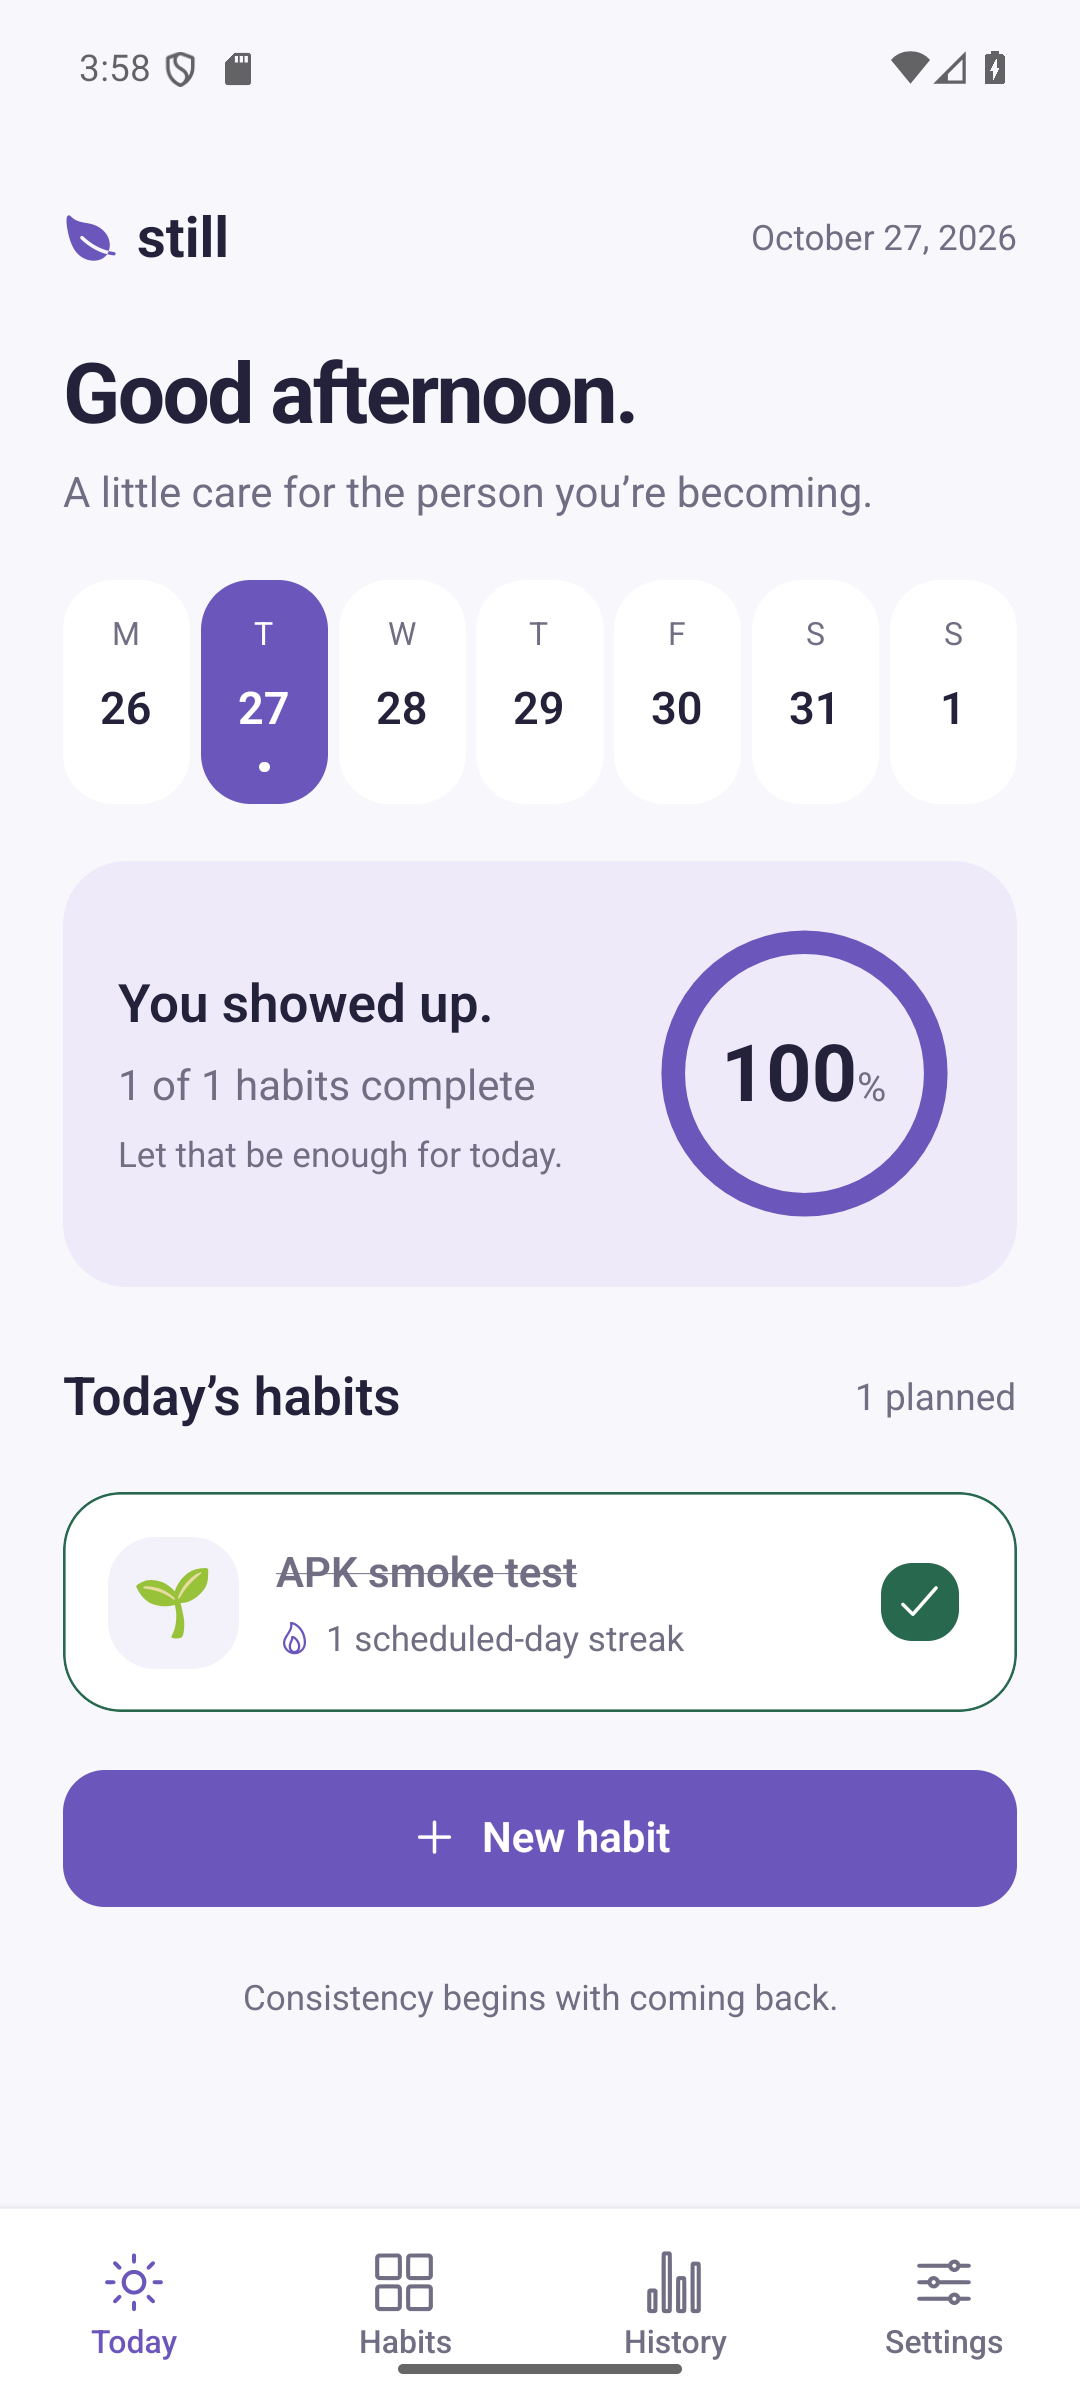 3:58
still
October 27, 2026
Good afternoon.
A little care for the person you’re becoming.
M T W T F S S
26 27 28 29 30 31 1
You showed up.
1 of 1 habits complete
Let that be enough for today.
100%
Today’s habits
1 planned
APK smoke test
1 scheduled-day streak
New habit
Consistency begins with coming back.
Today Habits History Settings